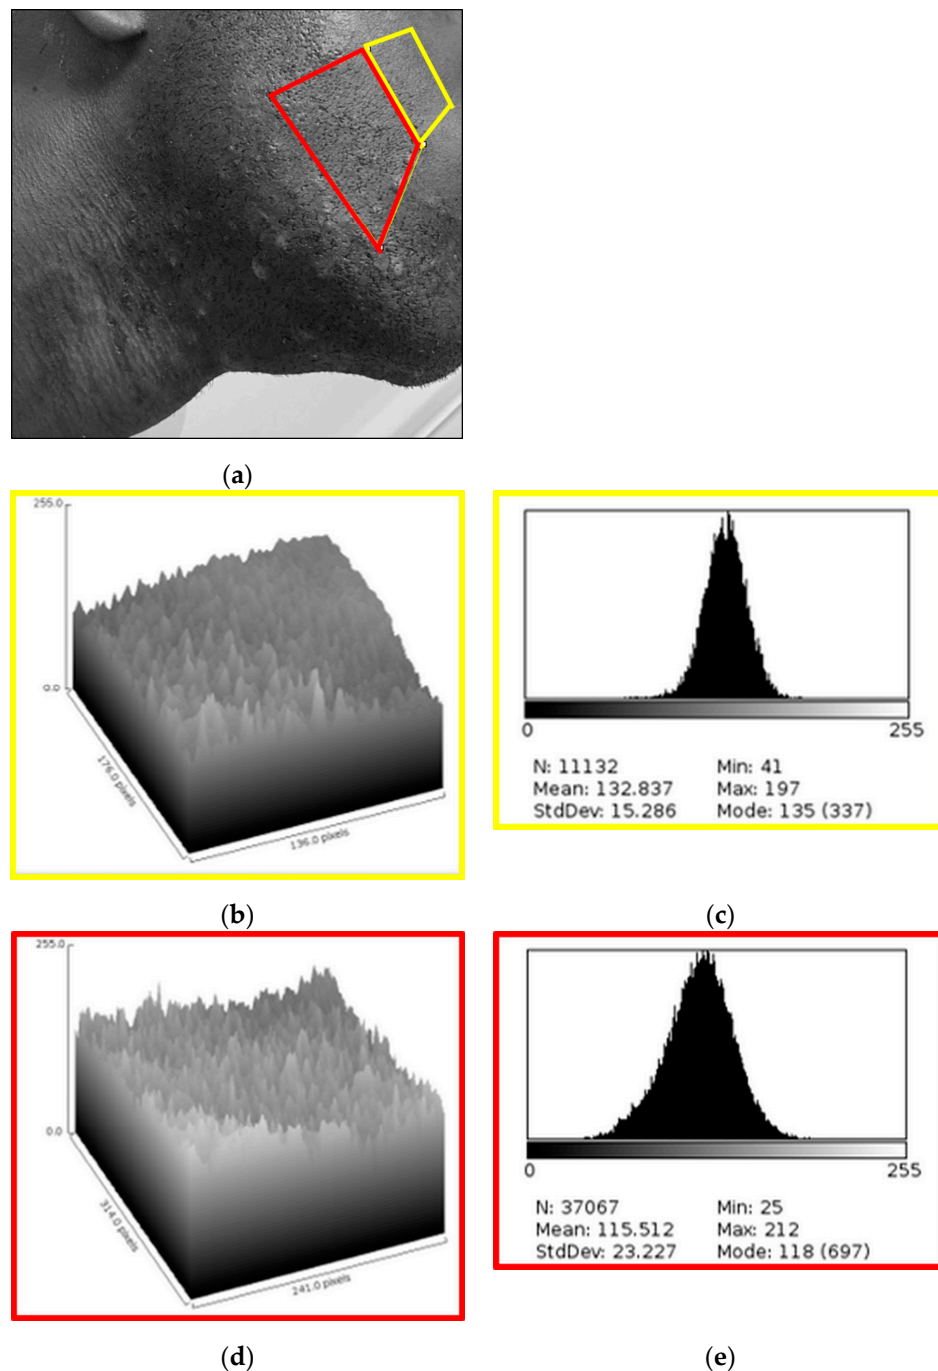 (a)
255.0
0.0
176.0 pixels
136.0 pixels
(b)
0
255
N: 11132
Min: 41
Mean: 132.837
Max: 197
StdDev: 15.286
Mode: 135 (337)
(c)
255.0
0.0
314.0 pixels
241.0 pixels
(d)
0
255
N: 37067
Min: 25
Mean: 115.512
Max: 212
StdDev: 23.227
Mode: 118 (697)
(e)